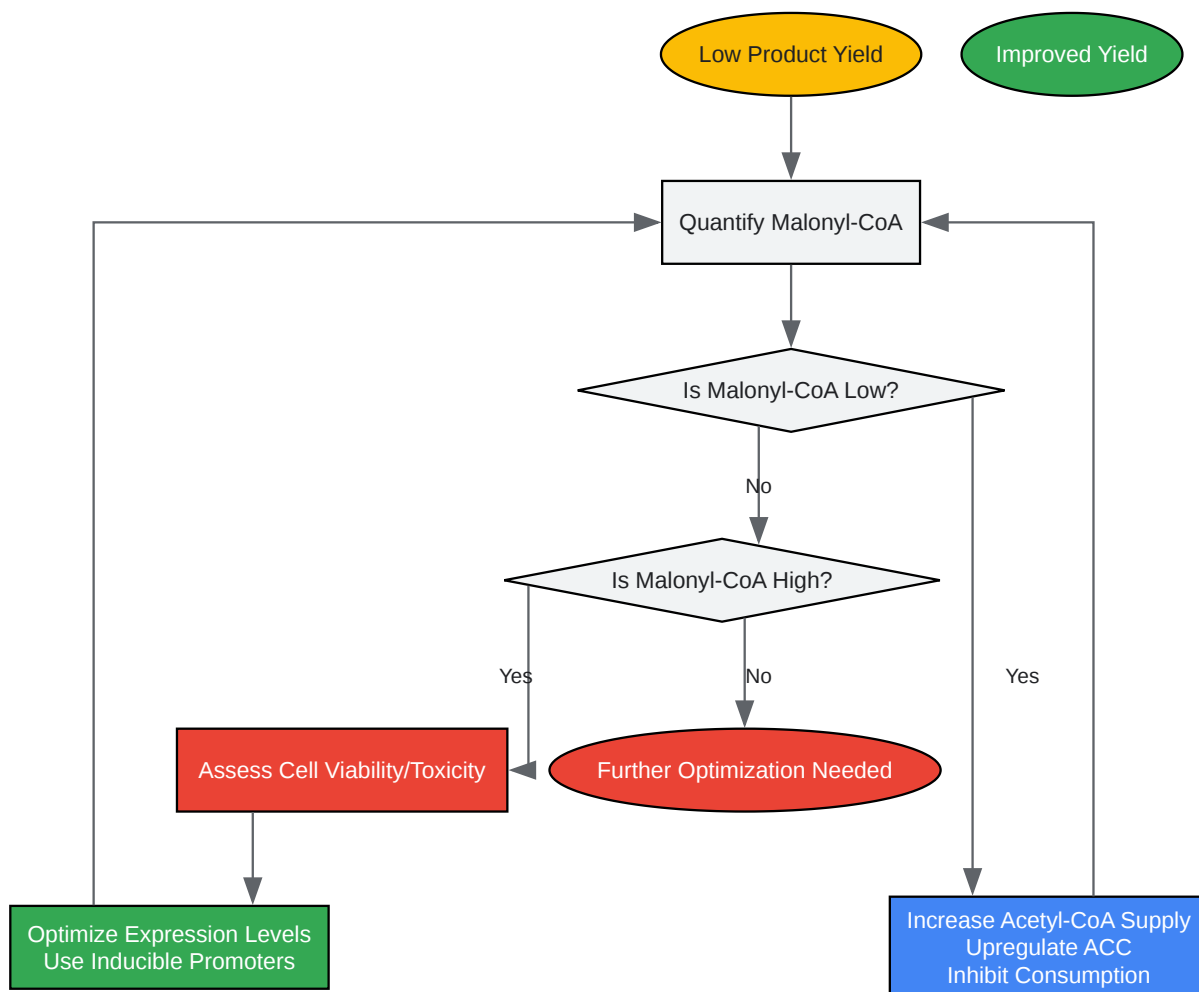 Low Product Yield
Improved Yield
Quantify Malonyl-CoA
Is Malonyl-CoA Low?
No
Is Malonyl-CoA High?
Yes
No
Yes
Assess Cell Viability/Toxicity
Further Optimization Needed
Optimize Expression Levels
Use Inducible Promoters
Increase Acetyl-CoA Supply
Upregulate ACC
Inhibit Consumption